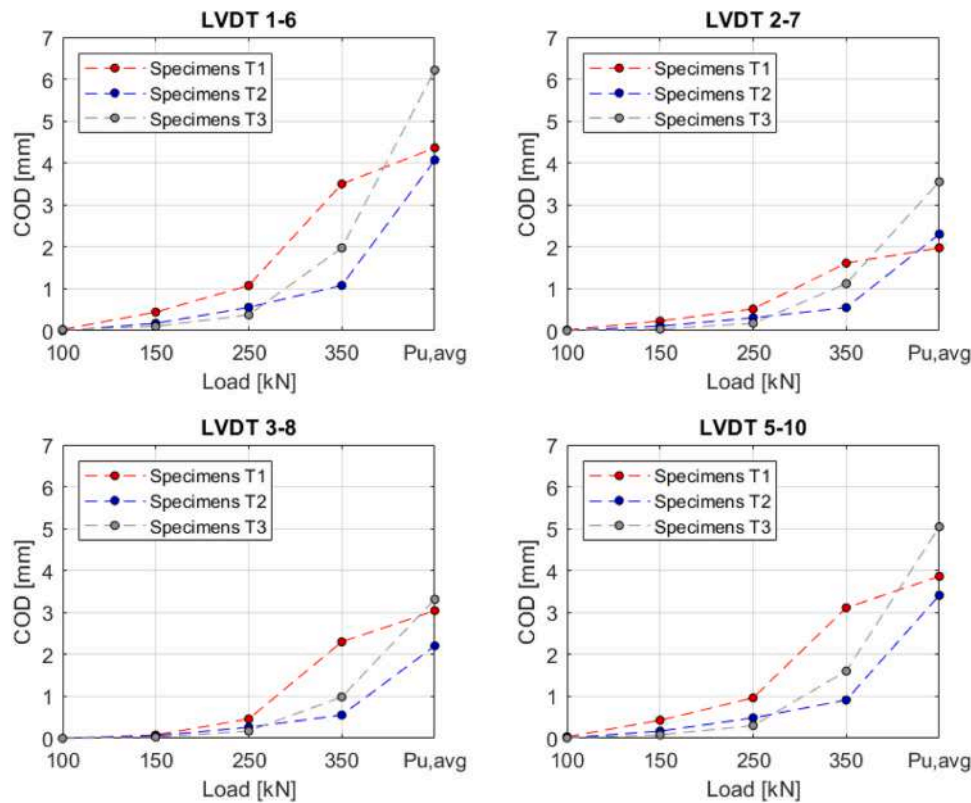 LVDT 1-6
7
6
5
4
3
2
1
0
COD [mm]
Specimens T1
Specimens T2
Specimens T3
100 150 250 350 Pu,avg
Load [kN]
LVDT 2-7
7
6
5
4
3
2
1
0
COD [mm]
Specimens T1
Specimens T2
Specimens T3
100 150 250 350 Pu,avg
Load [kN]
LVDT 3-8
7
6
5
4
3
2
1
0
COD [mm]
Specimens T1
Specimens T2
Specimens T3
100 150 250 350 Pu,avg
Load [kN]
LVDT 5-10
7
6
5
4
3
2
1
0
COD [mm]
Specimens T1
Specimens T2
Specimens T3
100 150 250 350 Pu,avg
Load [kN]